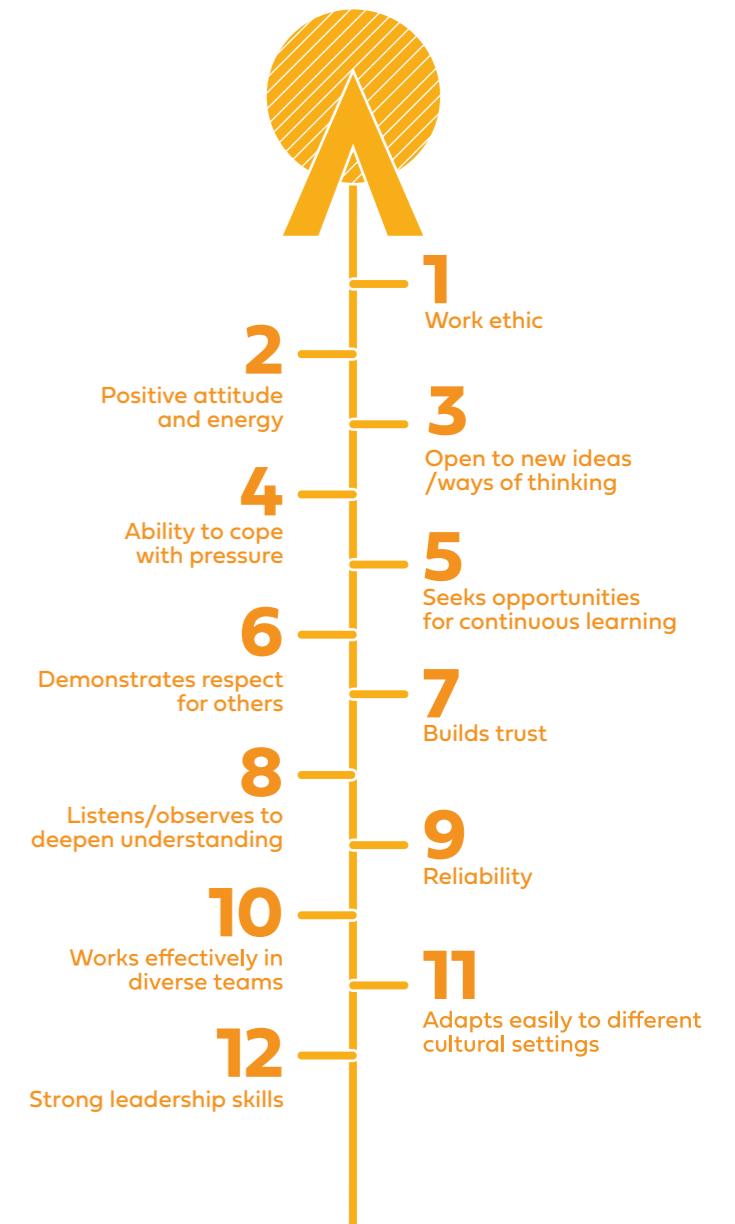 1
Work ethic
2
Positive attitude
and energy
3
Open to new ideas
/ways of thinking
4
Ability to cope
with pressure
5
Seeks opportunities
for continuous learning
6
Demonstrates respect
for others
7
Builds trust
8
Listens/observes to
deepen understanding
9
Reliability
10
Works effectively in
diverse teams
11
Adapts easily to different
cultural settings
12
Strong leadership skills